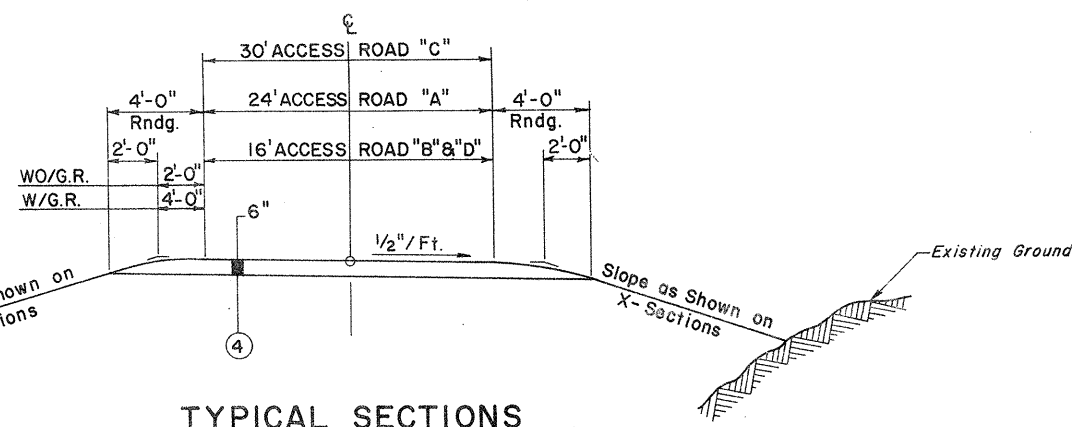 ℄
30' ACCESS ROAD "C"
4'-0" 24' ACCESS ROAD "A" 4'-0"
Rndg. Rndg.
2'-0" 16' ACCESS ROAD "B" & "D" 2'-0"
WO/G.R. 2'-0"
W/G.R. 4'-0"
6"
1/2"/Ft.
Existing Ground
Slope as Shown on
X-Sections
hown on
ions
4
TYPICAL SECTIONS